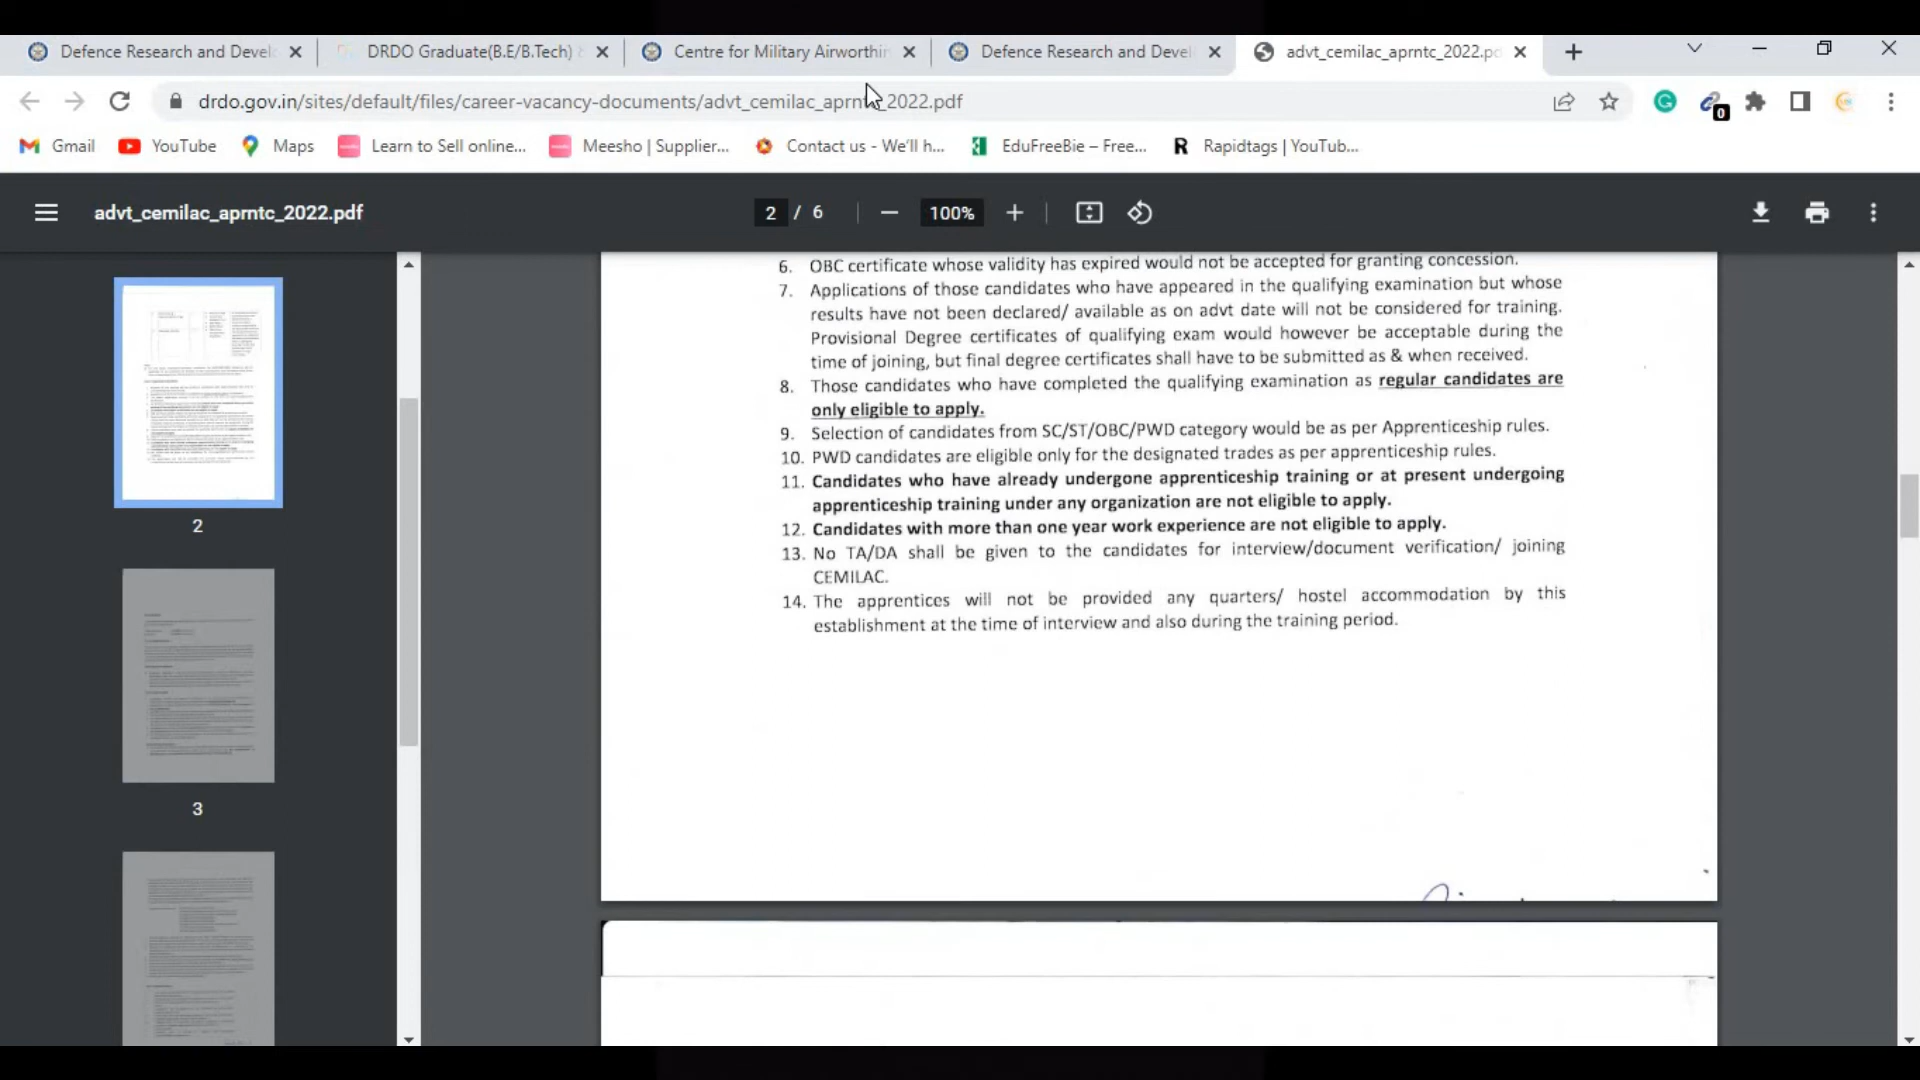 Defence Research and Devel
DRDO Graduate(B.E/B.Tech)
Centre for Military Airworthin
Defence Research and Devel
advt_cemilac_aprntc_2022.pd
drdo.gov.in/sites/default/files/career-vacancy-documents/advt_cemilac_aprntc_2022.pdf
0
Gmail
YouTube
Maps
Learn to Sell online...
Meesho | Supplier...
Contact us - We'll h...
EduFreeBie – Free...
Rapidtags | YouTub...
advt_cemilac_aprntc_2022.pdf
2 / 6
100%
6. OBC certificate whose validity has expired would not be accepted for granting concession.
7. Applications of those candidates who have appeared in the qualifying examination but whose
results have not been declared/ available as on advt date will not be considered for training.
Provisional Degree certificates of qualifying exam would however be acceptable during the
time of joining, but final degree certificates shall have to be submitted as & when received.
8. Those candidates who have completed the qualifying examination as regular candidates are
only eligible to apply.
9. Selection of candidates from SC/ST/OBC/PWD category would be as per Apprenticeship rules.
10. PWD candidates are eligible only for the designated trades as per apprenticeship rules.
11. Candidates who have already undergone apprenticeship training or at present undergoing
apprenticeship training under any organization are not eligible to apply.
12. Candidates with more than one year work experience are not eligible to apply.
13. No TA/DA shall be given to the candidates for interview/document verification/ joining
CEMILAC.
14. The apprentices will not be provided any quarters/ hostel accommodation by this
establishment at the time of interview and also during the training period.
2
3